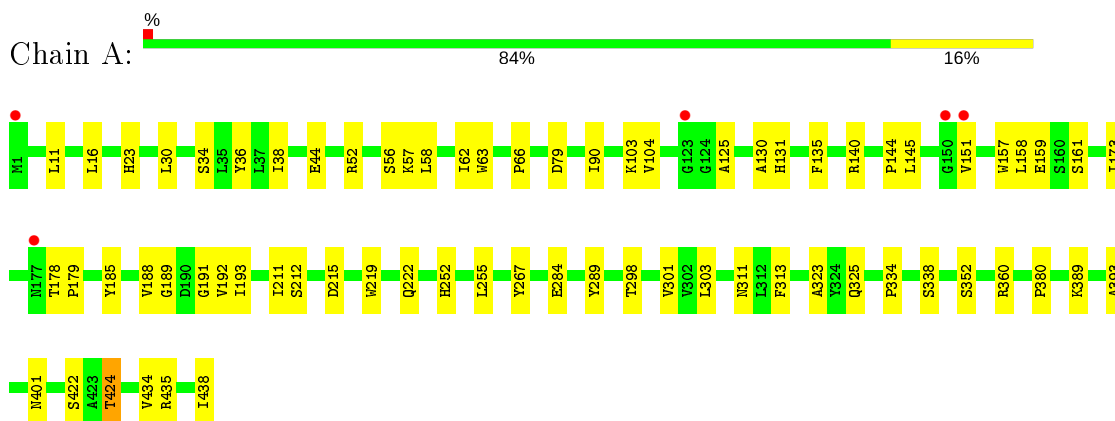 %
Chain A:
84% 16%
M1 L11 L16 H23 L30 S34 L35 Y36 L37 I38 E44 R52 S56 K57 L58 I62 W63 P66 D79 I90 K103 V104 G123 G124 A125 A130 H131 F135 R140 P144 L145 G150 V151 W157 L158 E159 S160 S161
N177 T178 P179 Y185 V188 G189 D190 G191 V192 I193 I211 S212 D215 W219 Q222 H252 L255 Y267 E284 Y289 T298 V301 V302 L303 N311 L312 F313 A323 Y324 Q325 P334 S338 S352 R360 P380 K389
N401 S422 A423 T424 V434 R435 I438